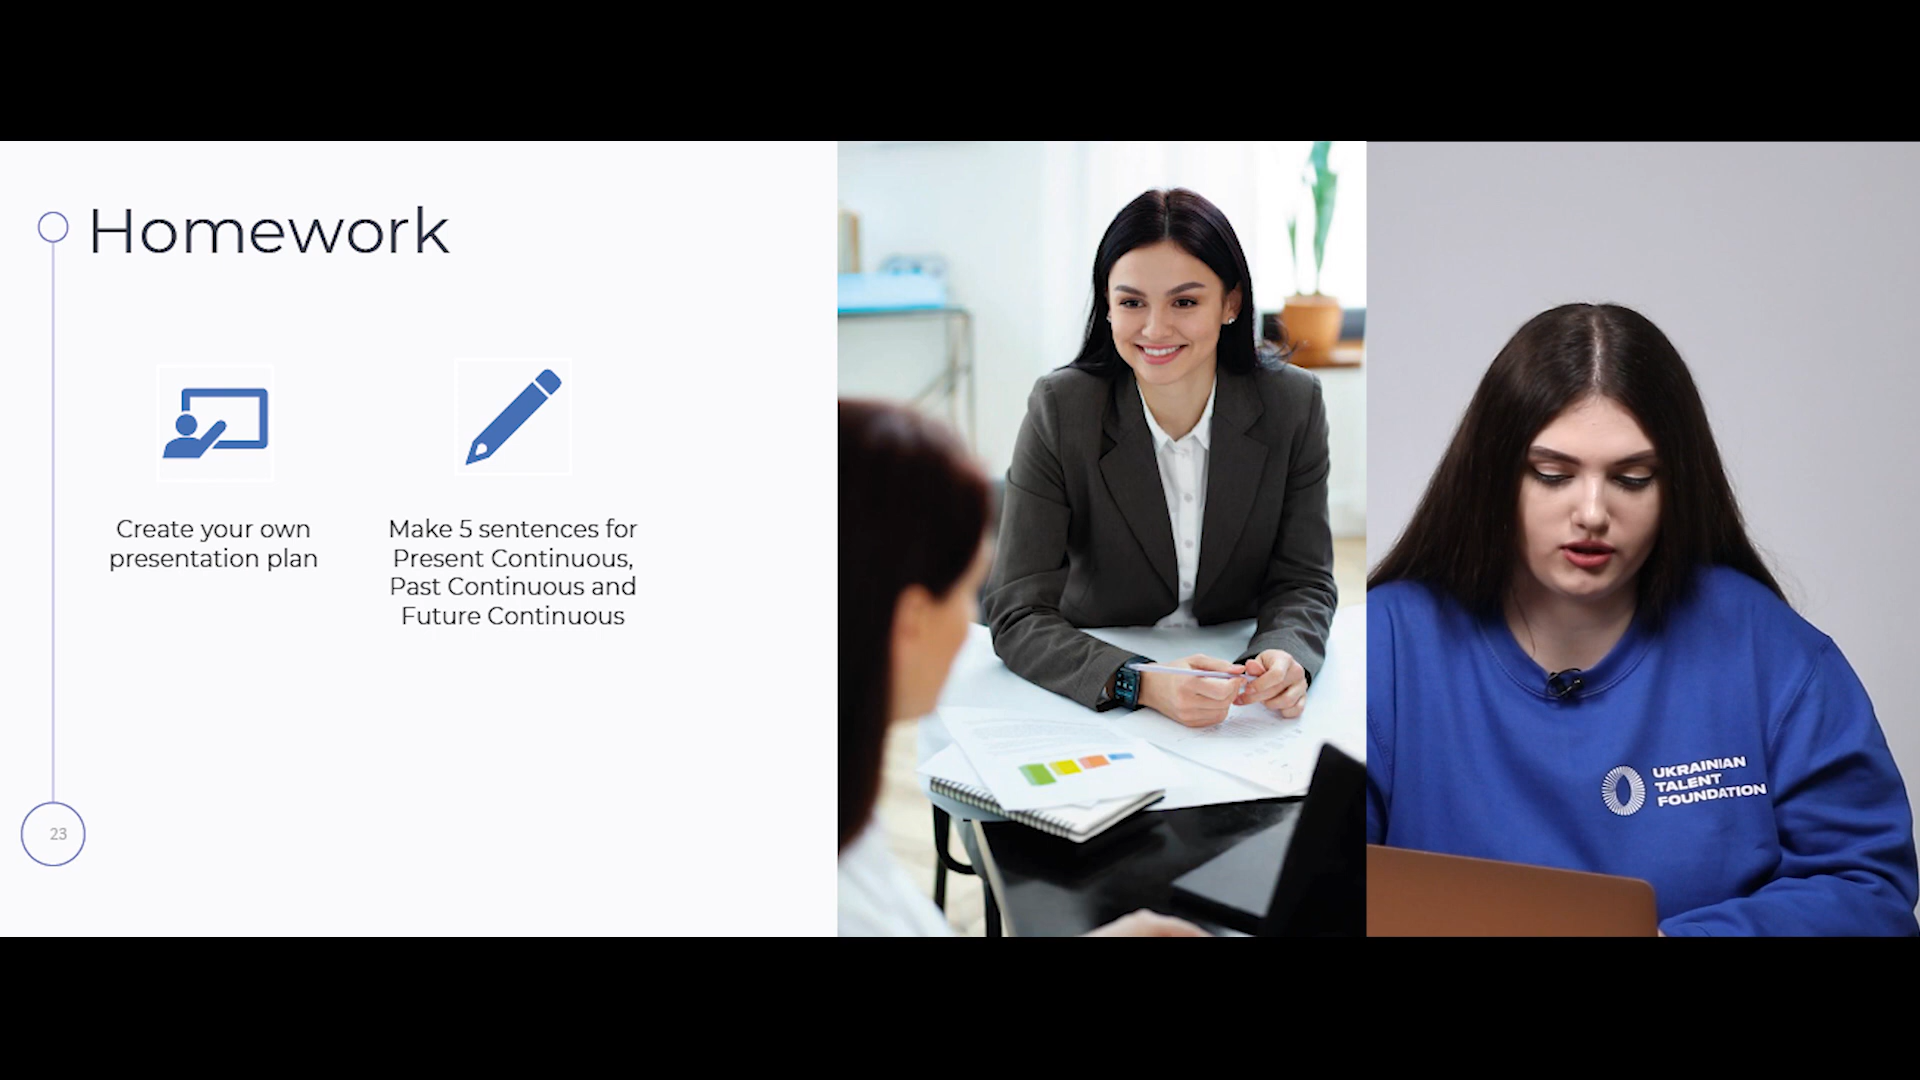 Homework
Create your own
presentation plan
Make 5 sentences for
Present Continuous,
Past Continuous and
Future Continuous
23
UKRAINIAN
TALENT
FOUNDATION